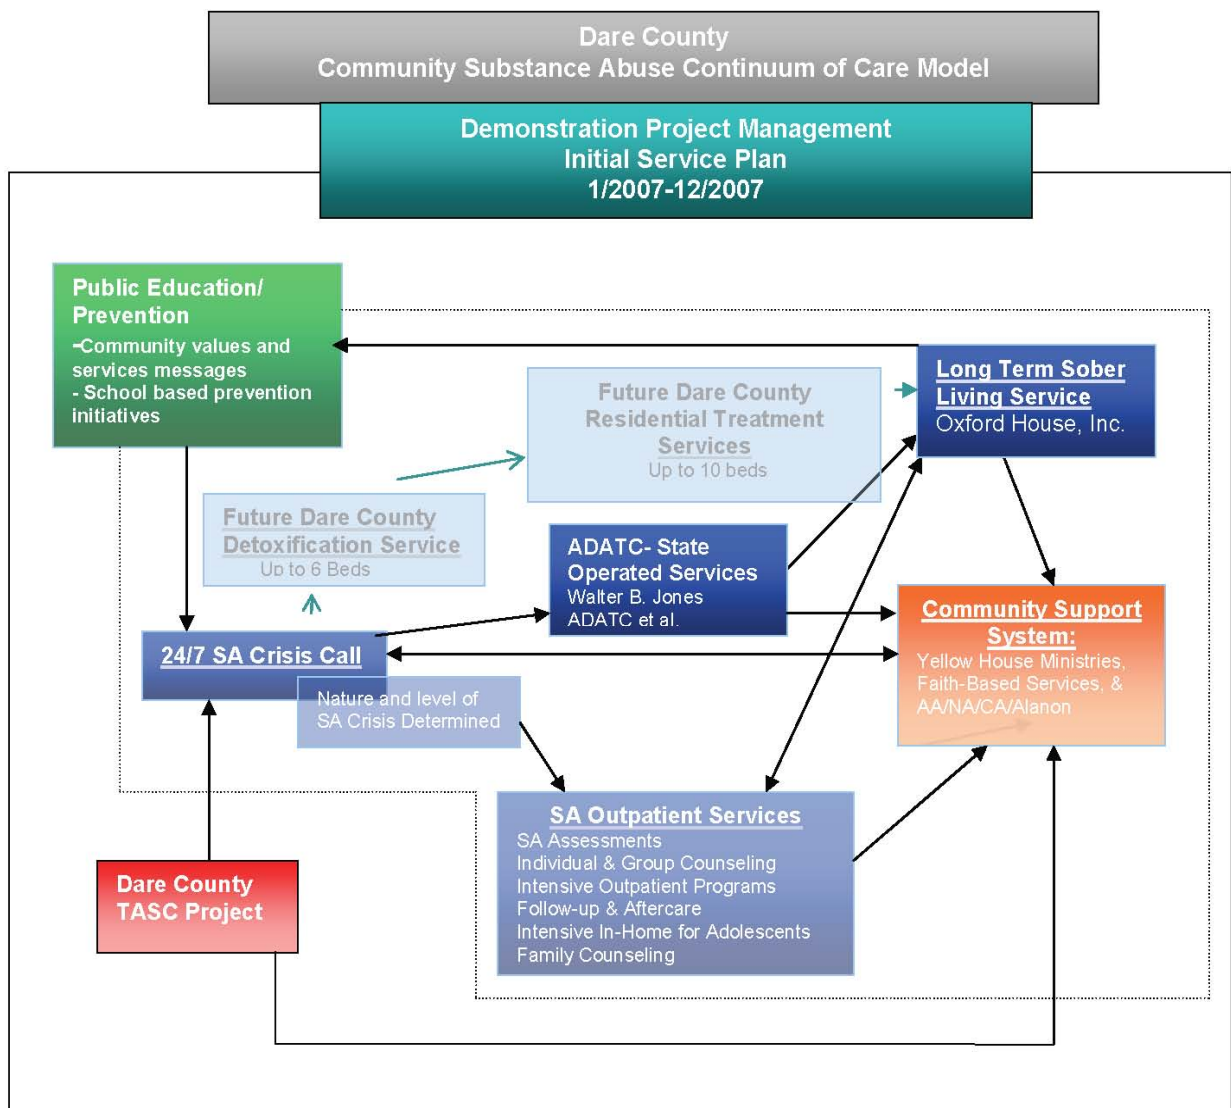 Dare County
Community Substance Abuse Continuum of Care Model
Demonstration Project Management
Initial Service Plan
1/2007-12/2007
Public Education/
Prevention
-Community values and
services messages
- School based prevention
initiatives
Future Dare County
Residential Treatment
Services
Up to 10 beds
Long Term Sober
Living Service
Oxford House, Inc.
Future Dare County
Detoxification Service
Up to 6 Beds
ADATC- State
Operated Services
Walter B. Jones
ADATC et al.
Community Support
System:
Yellow House Ministries,
Faith-Based Services, &
AA/NA/CA/Alanon
24/7 SA Crisis Call
Nature and level of
SA Crisis Determined
SA Outpatient Services
SA Assessments
Individual & Group Counseling
Intensive Outpatient Programs
Follow-up & Aftercare
Intensive In-Home for Adolescents
Family Counseling
Dare County
TASC Project